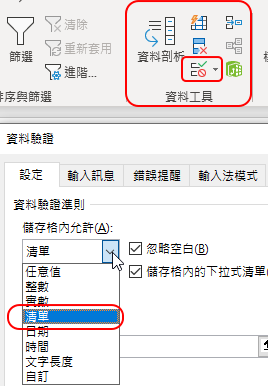 清除
重新套用
篩選
進階...
資料剖析
排序與篩選
資料工具
資料驗證
設定
輸入訊息
錯誤提醒
輸入法模式
資料驗證準則
儲存格內允許(A):
清單
忽略空白(B)
儲存格內的下拉式清單(
任意值
整數
實數
清單
日期
時間
文字長度
自訂